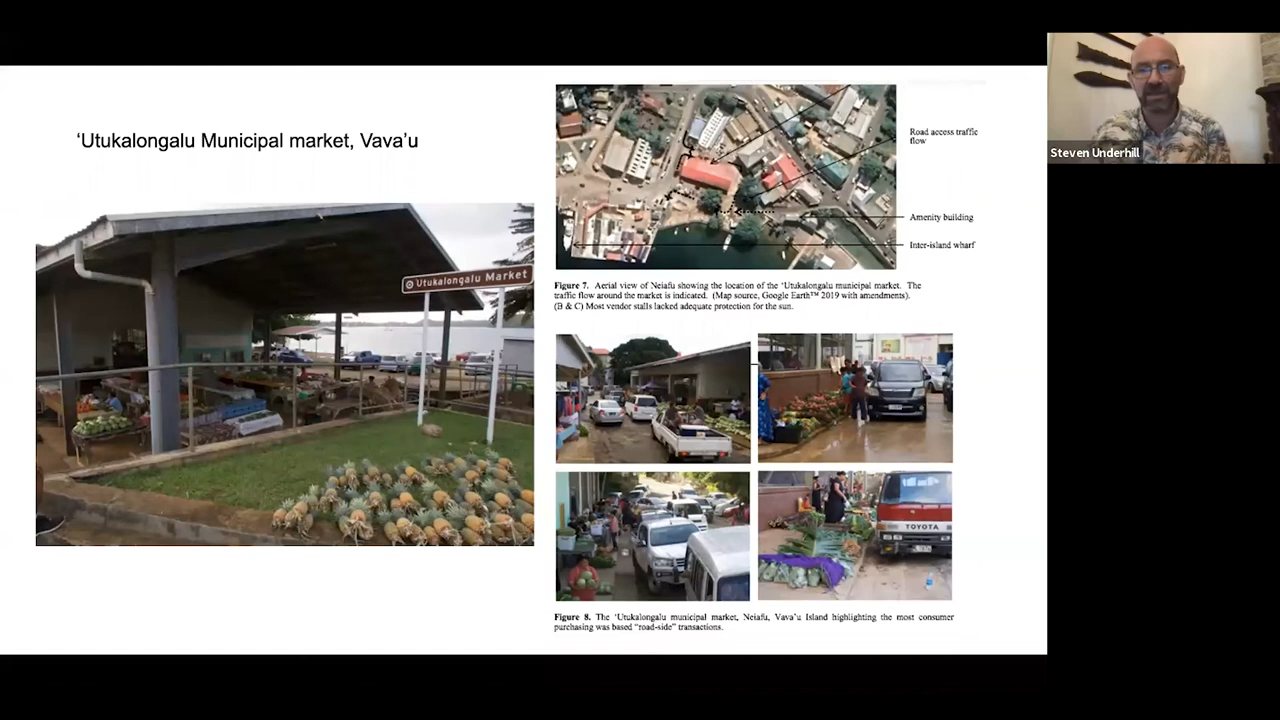 ‘Utukalongalu Municipal market, Vava’u
Utukalongalu Market
Road access traffic
flow
Amenity building
Inter-island wharf
Figure 7. Aerial view of Neiafu showing the location of the ‘Utukalongalu municipal market. The
traffic flow around the market is indicated. (Map source, Google Earth™ 2019 with amendments).
(B & C) Most vendor stalls lacked adequate protection for the sun.
TOYOTA
Figure 8. The ‘Utukalongalu municipal market, Neiafu, Vava’u Island highlighting the most consumer
purchasing was based “road-side” transactions.
Steven Underhill